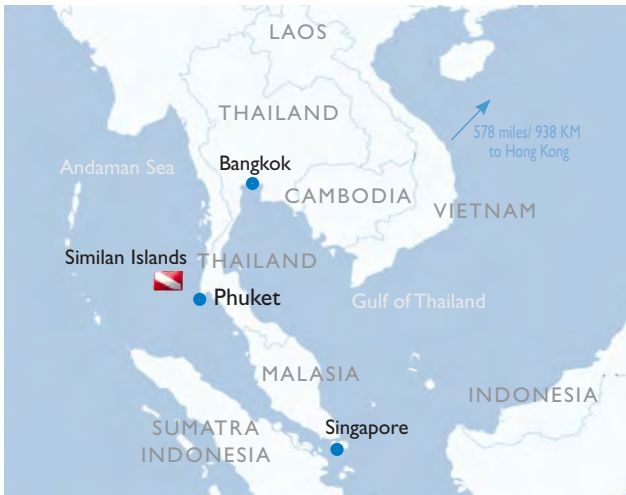 LAOS
THAILAND
578 miles/ 938 KM
to Hong Kong
Andaman Sea
Bangkok
CAMBODIA
VIETNAM
Similan Islands
THAILAND
Phuket
Gulf of Thailand
MALASIA
INDONESIA
SUMATRA
INDONESIA
Singapore